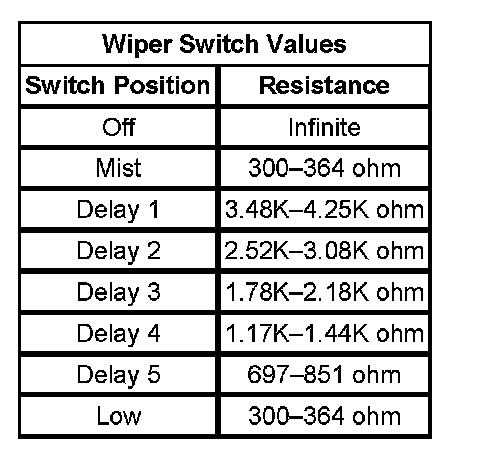 Wiper Switch Values
Switch Position Resistance
Off Infinite
Mist 300–364 ohm
Delay 1 3.48K–4.25K ohm
Delay 2 2.52K–3.08K ohm
Delay 3 1.78K–2.18K ohm
Delay 4 1.17K–1.44K ohm
Delay 5 697–851 ohm
Low 300–364 ohm